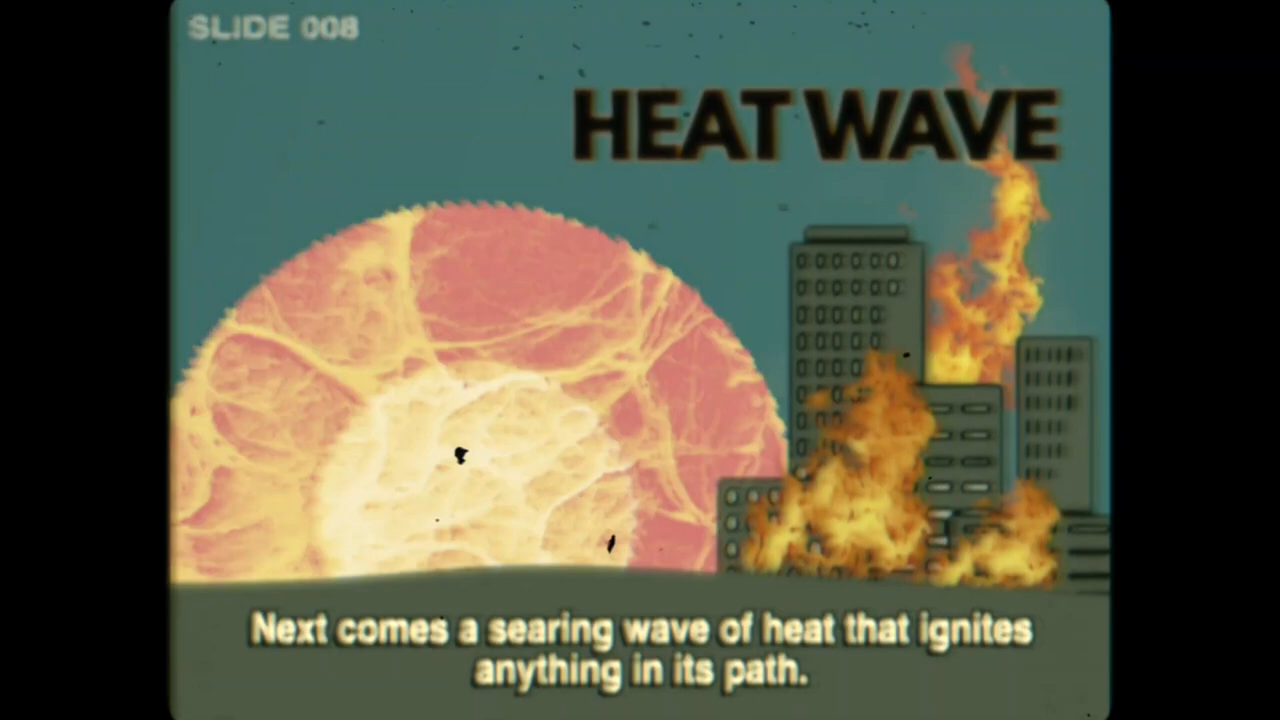 SLIDE 008
HEAT WAVE
Next comes a searing wave of heat that ignites
anything in its path.